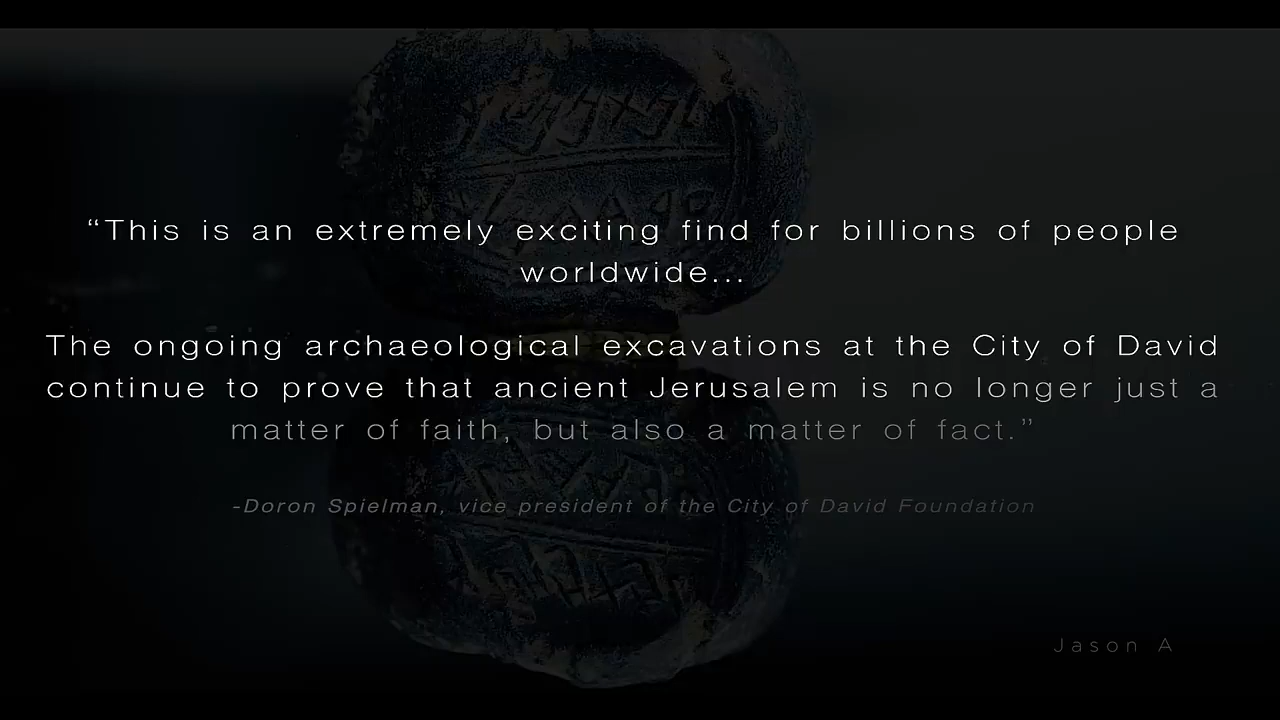 “This is an extremely exciting find for billions of people
worldwide...
The ongoing archaeological excavations at the City of David
continue to prove that ancient Jerusalem is no longer just a
matter of faith, but also a matter of fact.”
-Doron Spielman, vice president of the City of David Foundation
Jason A